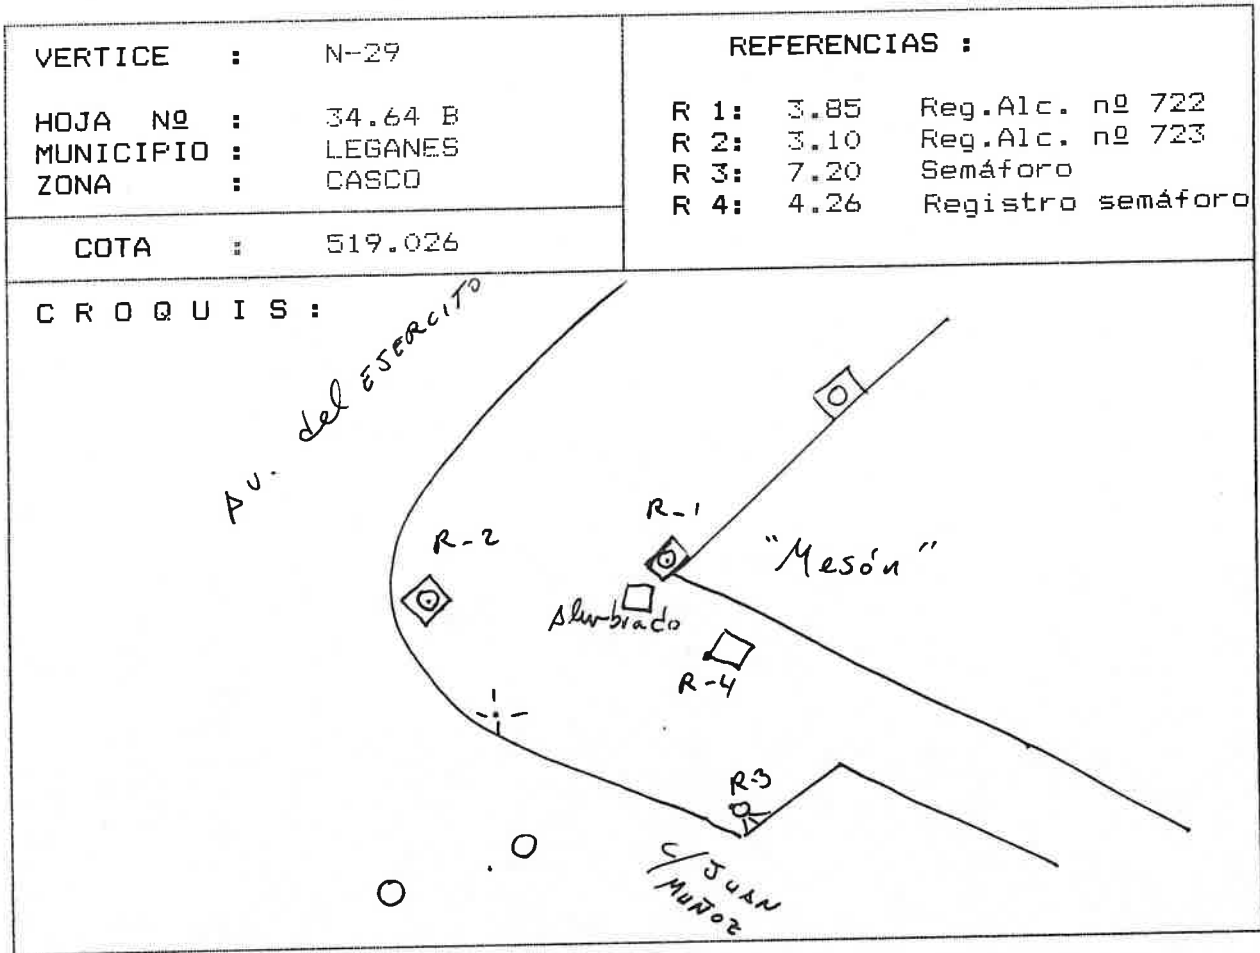 VERTICE : N-29
HOJA Nº : 34.64 B
MUNICIPIO : LEGANES
ZONA : CASCO
COTA : 519.026
REFERENCIAS :
R 1: 3.85 Reg.Alc. nº 722
R 2: 3.10 Reg.Alc. nº 723
R 3: 7.20 Semáforo
R 4: 4.26 Registro semáforo
C R O Q U I S :
AV. del EJERCITO
R-1
R-2
"Mesón"
Alumbrado
R-4
R-3
C/ JUAN
MUÑOZ